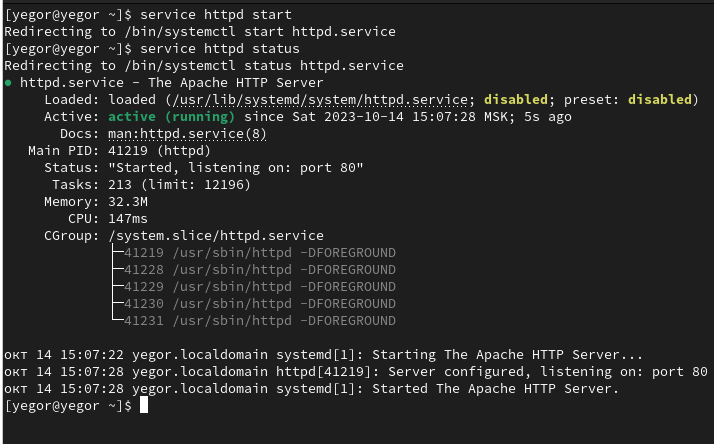 [yegor@yegor ~]$ service httpd start
Redirecting to /bin/systemctl start httpd.service
[yegor@yegor ~]$ service httpd status
Redirecting to /bin/systemctl status httpd.service
● httpd.service - The Apache HTTP Server
     Loaded: loaded (/usr/lib/systemd/system/httpd.service; disabled; preset: disabled)
     Active: active (running) since Sat 2023-10-14 15:07:28 MSK; 5s ago
       Docs: man:httpd.service(8)
   Main PID: 41219 (httpd)
     Status: "Started, listening on: port 80"
      Tasks: 213 (limit: 12196)
     Memory: 32.3M
        CPU: 147ms
     CGroup: /system.slice/httpd.service
             ├─41219 /usr/sbin/httpd -DFOREGROUND
             ├─41228 /usr/sbin/httpd -DFOREGROUND
             ├─41229 /usr/sbin/httpd -DFOREGROUND
             ├─41230 /usr/sbin/httpd -DFOREGROUND
             └─41231 /usr/sbin/httpd -DFOREGROUND

окт 14 15:07:22 yegor.localdomain systemd[1]: Starting The Apache HTTP Server...
окт 14 15:07:28 yegor.localdomain httpd[41219]: Server configured, listening on: port 80
окт 14 15:07:28 yegor.localdomain systemd[1]: Started The Apache HTTP Server.
[yegor@yegor ~]$